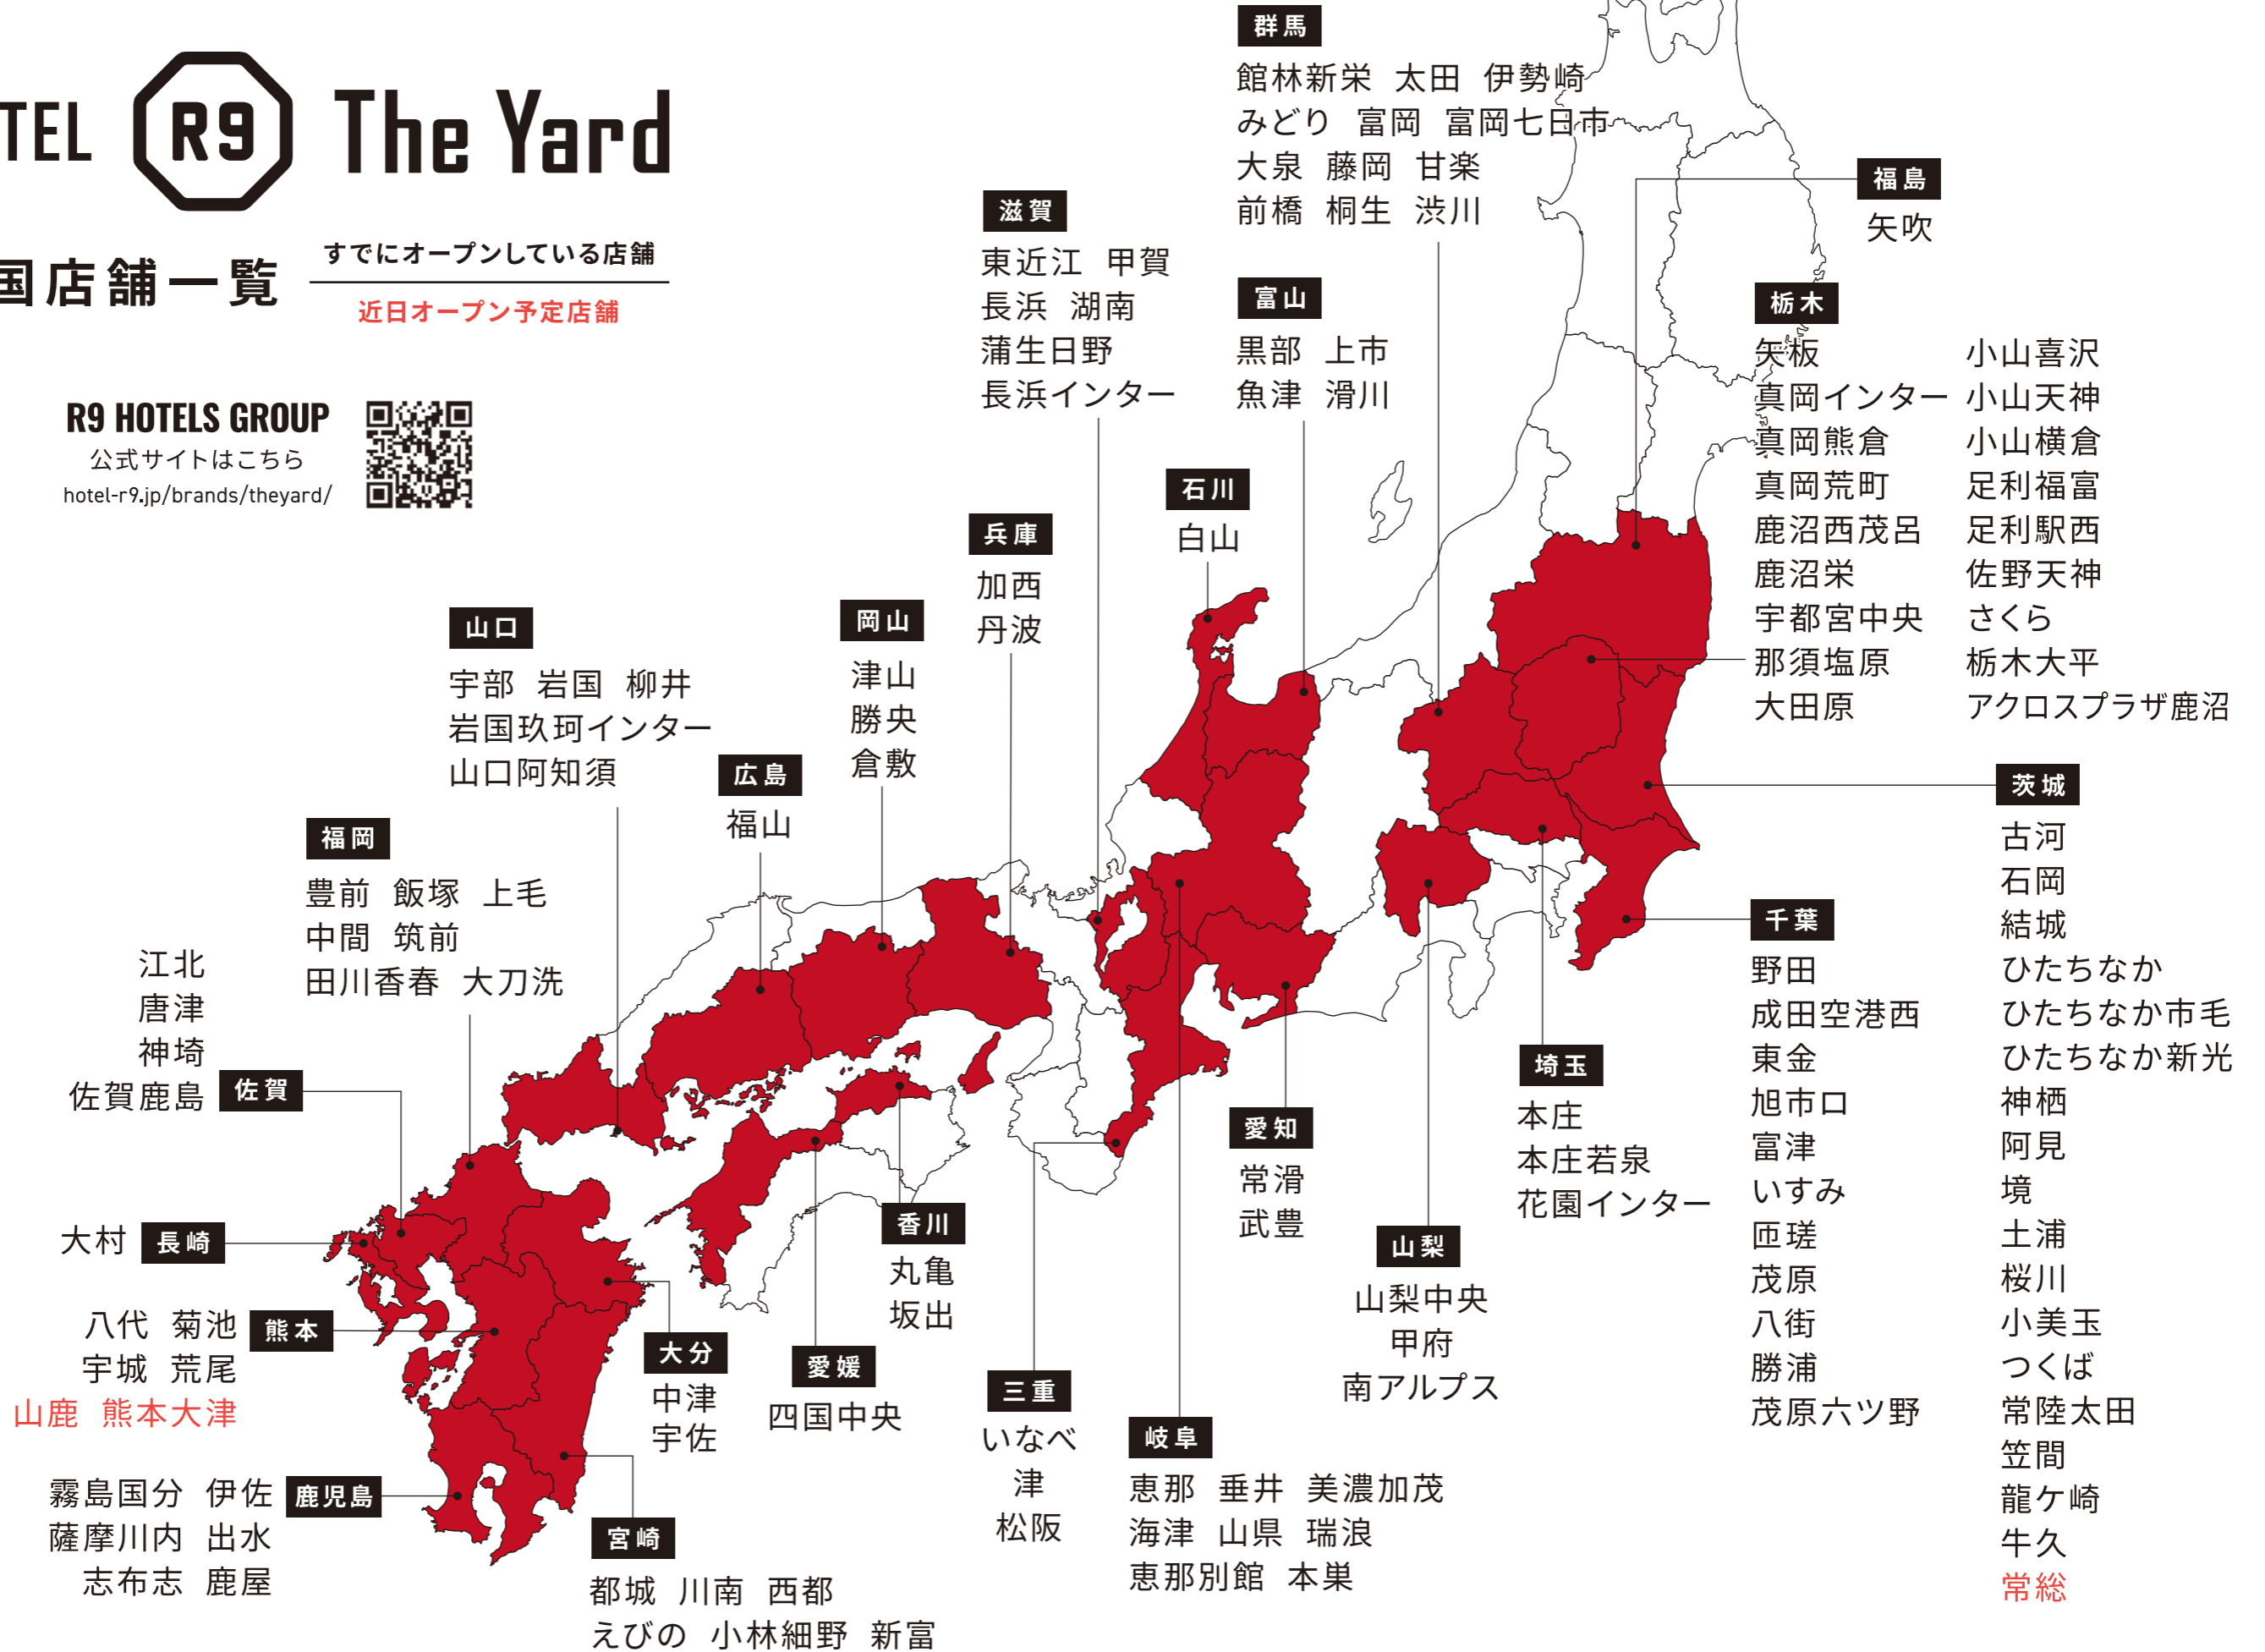 TEL R9 The Yard
国店舗一覧
すでにオープンしている店舗
近日オープン予定店舗
R9 HOTELS GROUP
公式サイトはこちら
hotel-r9.jp/brands/theyard/
群馬
館林新栄 太田 伊勢崎
みどり 富岡 富岡七日市
大泉 藤岡 甘楽
前橋 桐生 渋川
福島
矢吹
滋賀
東近江 甲賀
長浜 湖南
蒲生日野
長浜インター
富山
黒部 上市
魚津 滑川
栃木
矢板 小山喜沢
真岡インター 小山天神
真岡熊倉 小山横倉
真岡荒町 足利福富
鹿沼西茂呂 足利駅西
鹿沼栄 佐野天神
宇都宮中央 さくら
那須塩原 栃木大平
大田原 アクロスプラザ鹿沼
石川
白山
兵庫
加西
丹波
岡山
津山
勝央
倉敷
山口
宇部 岩国 柳井
岩国玖珂インター
山口阿知須
広島
福山
福岡
豊前 飯塚 上毛
中間 筑前
田川香春 大刀洗
茨城
古河
石岡
結城
ひたちなか
ひたちなか市毛
ひたちなか新光
神栖
阿見
境
土浦
桜川
小美玉
つくば
常陸太田
笠間
龍ケ崎
牛久
常総
千葉
野田
成田空港西
東金
旭市口
富津
いすみ
匝瑳
茂原
八街
勝浦
茂原六ツ野
江北
唐津
神埼
佐賀鹿島
佐賀
埼玉
本庄
本庄若泉
花園インター
愛知
常滑
武豊
山梨
山梨中央
甲府
南アルプス
香川
丸亀
坂出
大村 長崎
八代 菊池
宇城 荒尾
山鹿 熊本大津
熊本
大分
中津
宇佐
愛媛
四国中央
三重
いなべ
津
松阪
岐阜
恵那 垂井 美濃加茂
海津 山県 瑞浪
恵那別館 本巣
霧島国分 伊佐
薩摩川内 出水
志布志 鹿屋
鹿児島
宮崎
都城 川南 西都
えびの 小林細野 新富